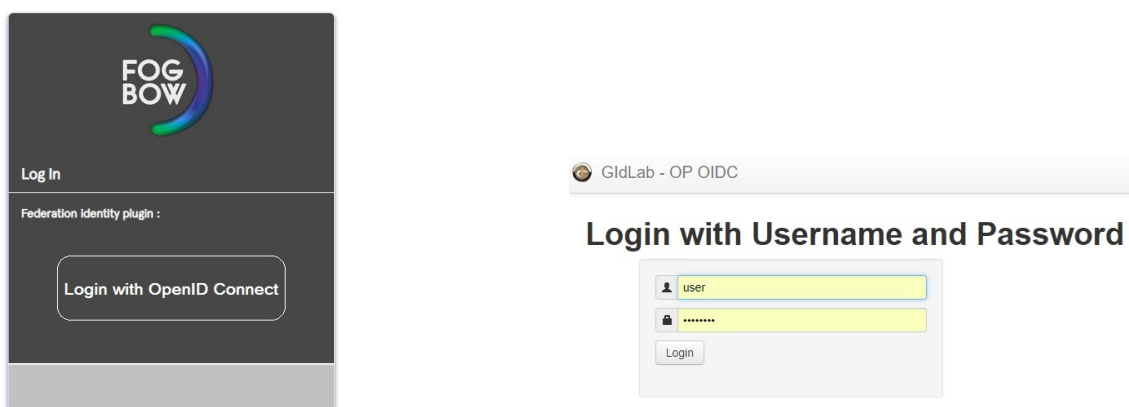 FOG
BOW
Log In
Federation identity plugin :
Login with OpenID Connect
GIdLab - OP OIDC
Login with Username and Password
user
••••••••
Login